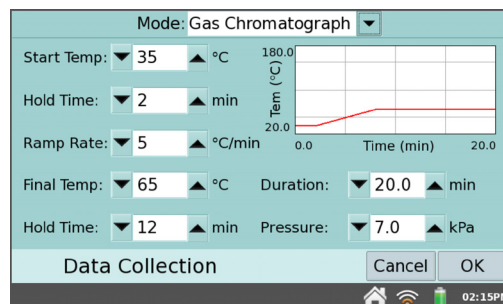 Mode: Gas Chromatograph
Start Temp: 35 °C
Hold Time: 2 min
Ramp Rate: 5 °C/min
Final Temp: 65 °C
Hold Time: 12 min
180.0
Tem (°C)
20.0
0.0 Time (min) 20.0
Duration: 20.0 min
Pressure: 7.0 kPa
Data Collection Cancel OK
02:15P